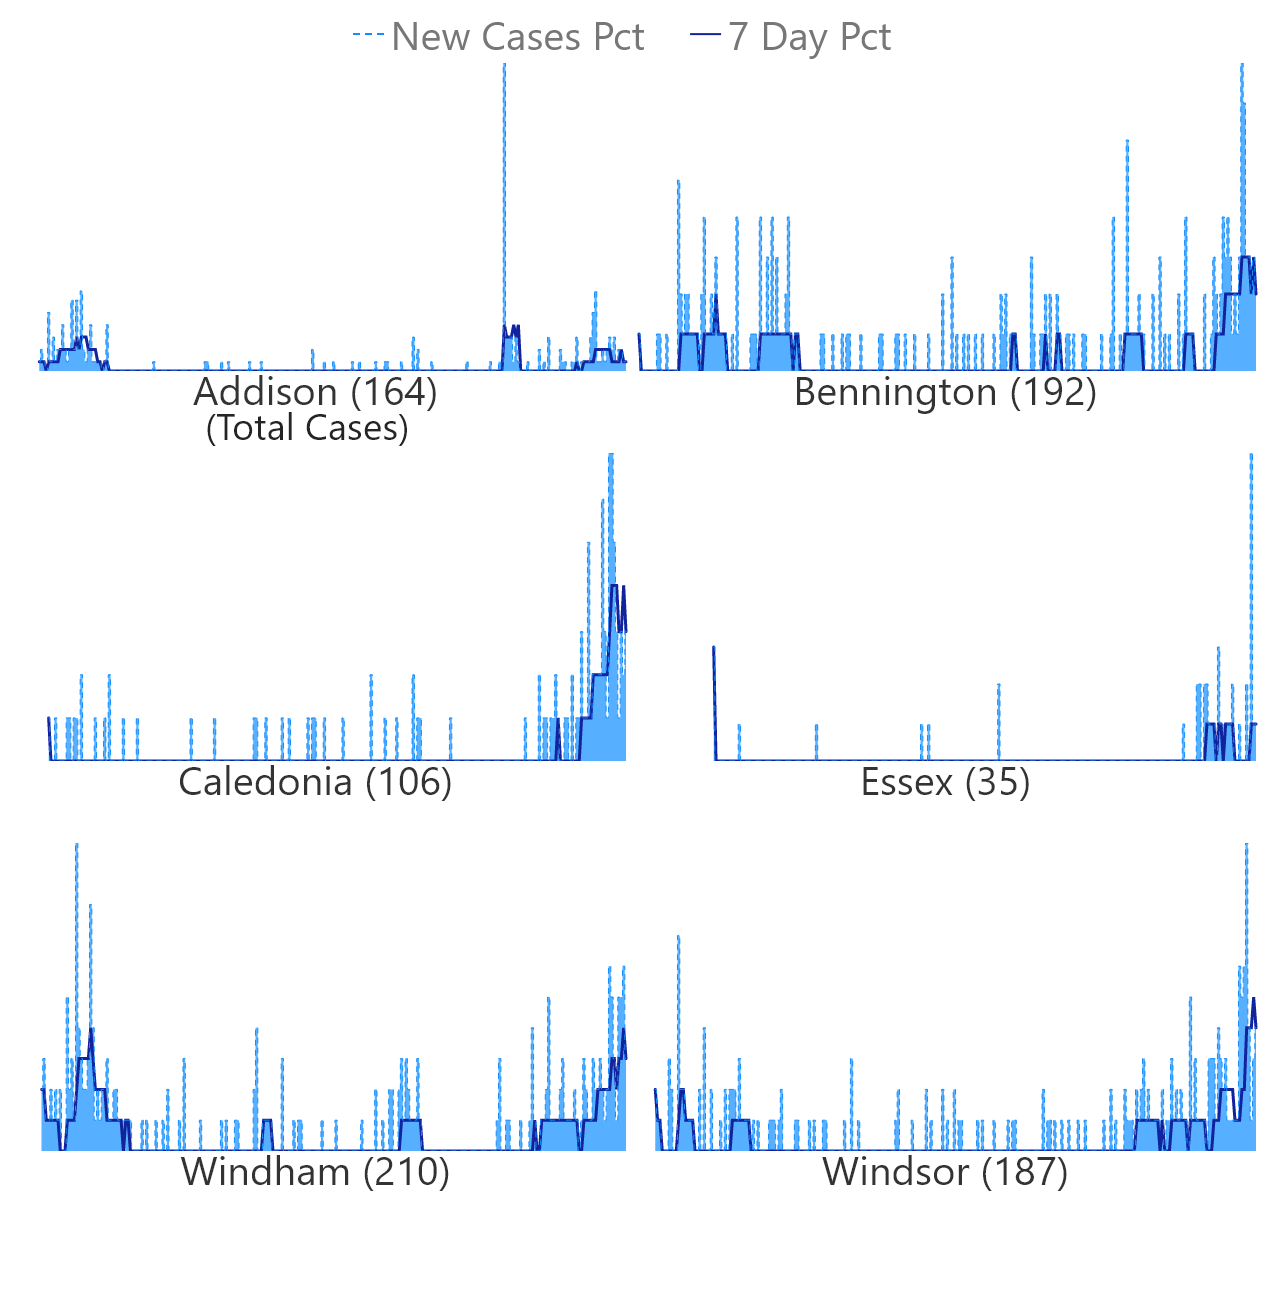 New Cases Pct 7 Day Pct
Addison (164) Bennington (192)
(Total Cases)
Caledonia (106) Essex (35)
Windham (210) Windsor (187)